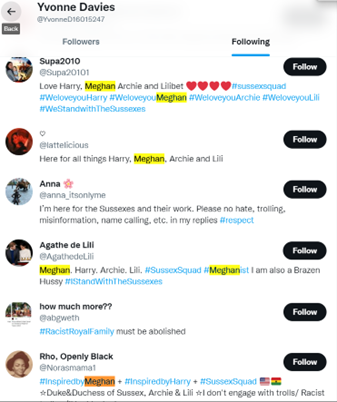 Yvonne Davies
@YvonneD16015247
Back
Followers Following
Supa2010
@Supa20101
Follow
Love Harry, Meghan Archie and Lilibet ❤️❤️❤️❤️#sussexsquad
#WeloveyouHarry #WeloveyouMeghan #WeloveyouArchie #WeloveyouLili
#WeStandwithTheSussexes
♡
@lattelicious
Follow
Here for all things Harry, Meghan, Archie and Lili
Anna 🌸
@anna_itsonlyme
Follow
I'm here for the Sussexes and their work. Please no hate, trolling,
misinformation, name calling, etc. in my replies #respect
Agathe de Lili
@AgathedeLili
Follow
Meghan. Harry. Archie. Lili. #SussexSquad #Meghanist I am also a Brazen
Hussy #IStandWithTheSussexes
how much more??
@abgweth
Follow
#RacistRoyalFamily must be abolished
Rho, Openly Black
@Norasmama1
Follow
#InspiredbyMeghan + #InspiredbyHarry + #SussexSquad 🇺🇸🇬🇭
☆Duke&Duchess of Sussex, Archie & Lili ☆I don't engage with trolls/ Racist